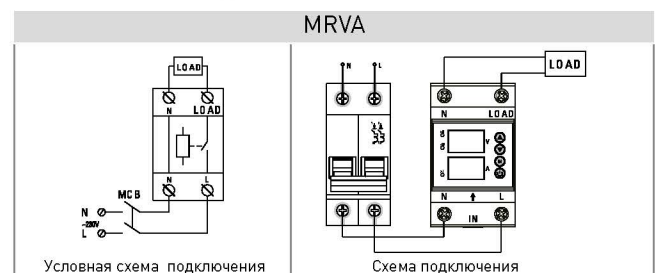 MRVA
LOAD
N LOAD
N L
MCB
N
~230V
L
Условная схема подключения
N L
LOAD
N LOAD
V
A
N L
IN
Схема подключения